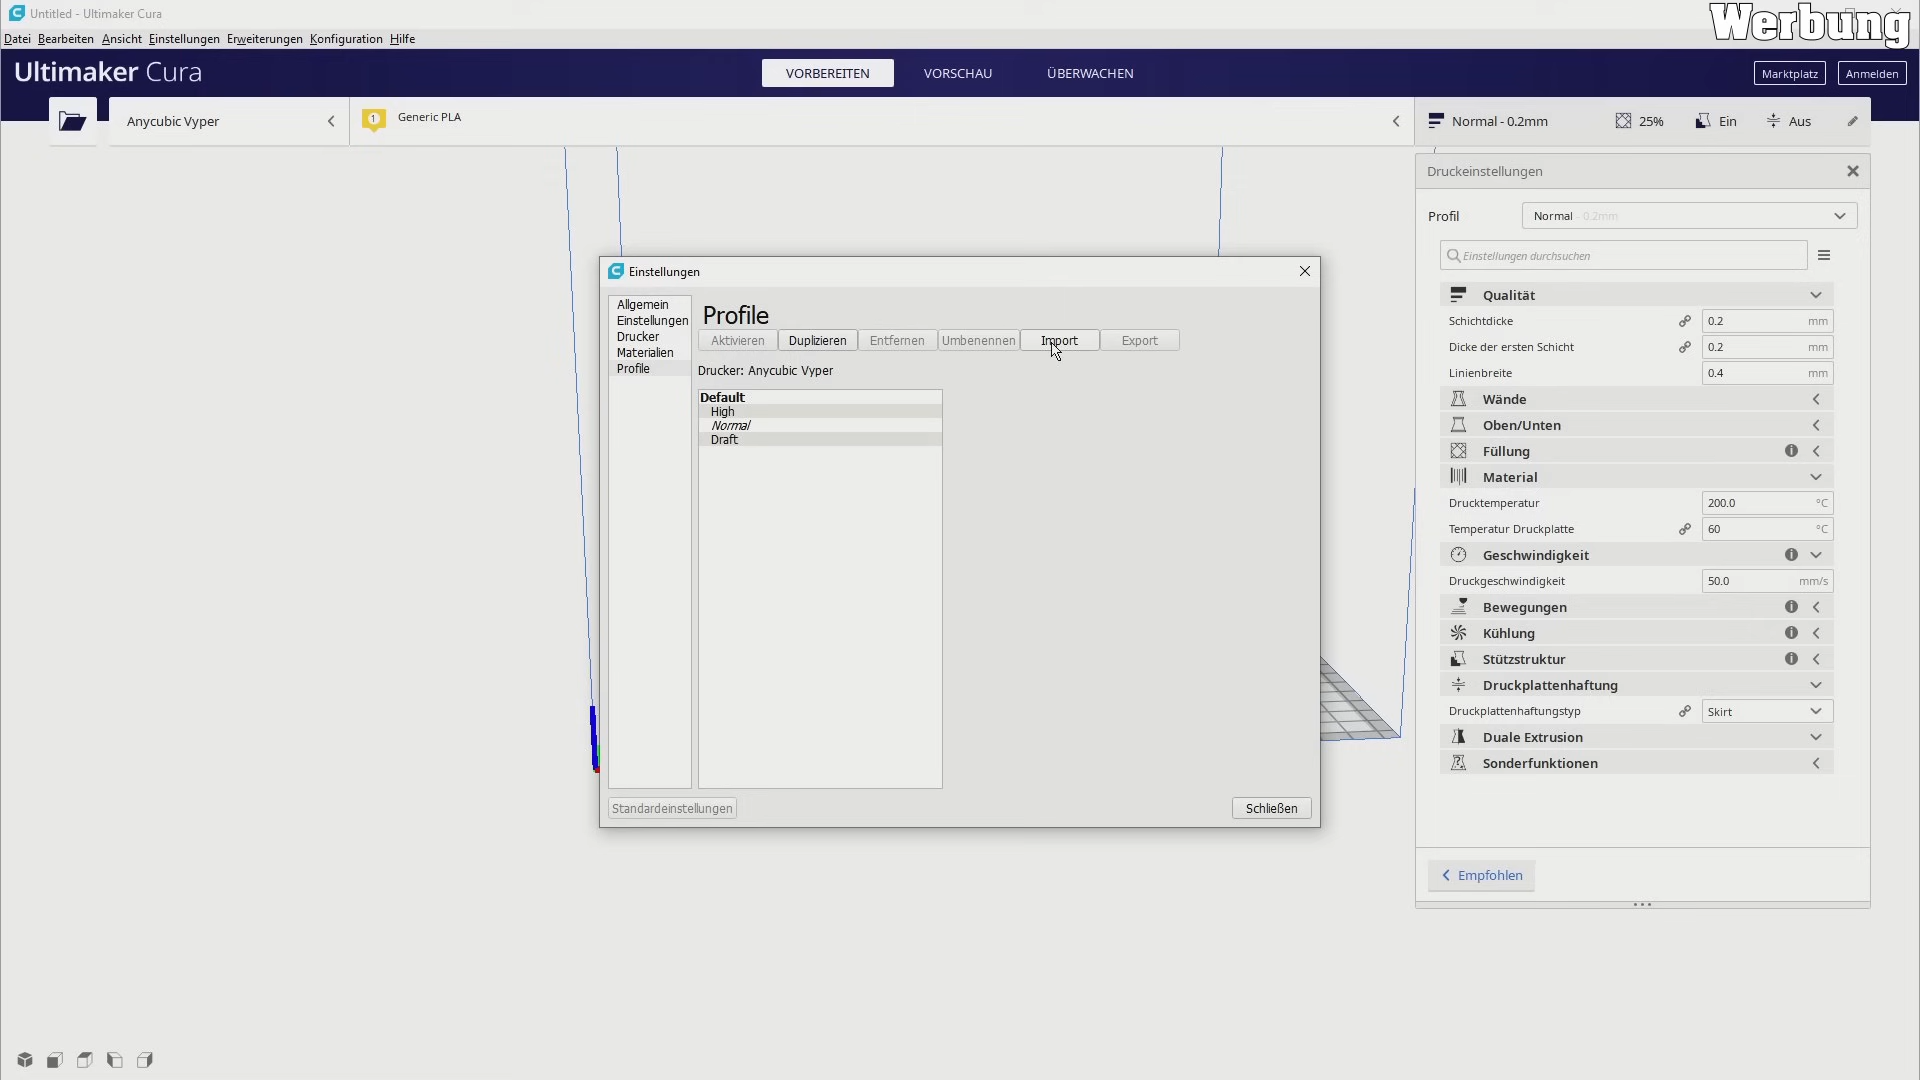 Untitled - Ultimaker Cura
Werbung
Datei Bearbeiten Ansicht Einstellungen Erweiterungen Konfiguration Hilfe
Ultimaker Cura
VORBEREITEN VORSCHAU ÜBERWACHEN
Marktplatz Anmelden
Anycubic Vyper
1 Generic PLA
Normal - 0.2mm 25% Ein Aus
Druckeinstellungen
Profil Normal - 0.2mm
Einstellungen durchsuchen
Qualität
Schichtdicke 0.2 mm
Dicke der ersten Schicht 0.2 mm
Linienbreite 0.4 mm
Wände
Oben/Unten
Füllung
Material
Drucktemperatur 200.0 °C
Temperatur Druckplatte 60 °C
Geschwindigkeit
Druckgeschwindigkeit 50.0 mm/s
Bewegungen
Kühlung
Stützstruktur
Druckplattenhaftung
Druckplattenhaftungstyp Skirt
Duale Extrusion
Sonderfunktionen
Empfohlen
Einstellungen
Allgemein
Einstellungen
Drucker
Materialien
Profile
Profile
Aktivieren Duplizieren Entfernen Umbenennen Import Export
Drucker: Anycubic Vyper
Default
High
Normal
Draft
Standardeinstellungen
Schließen